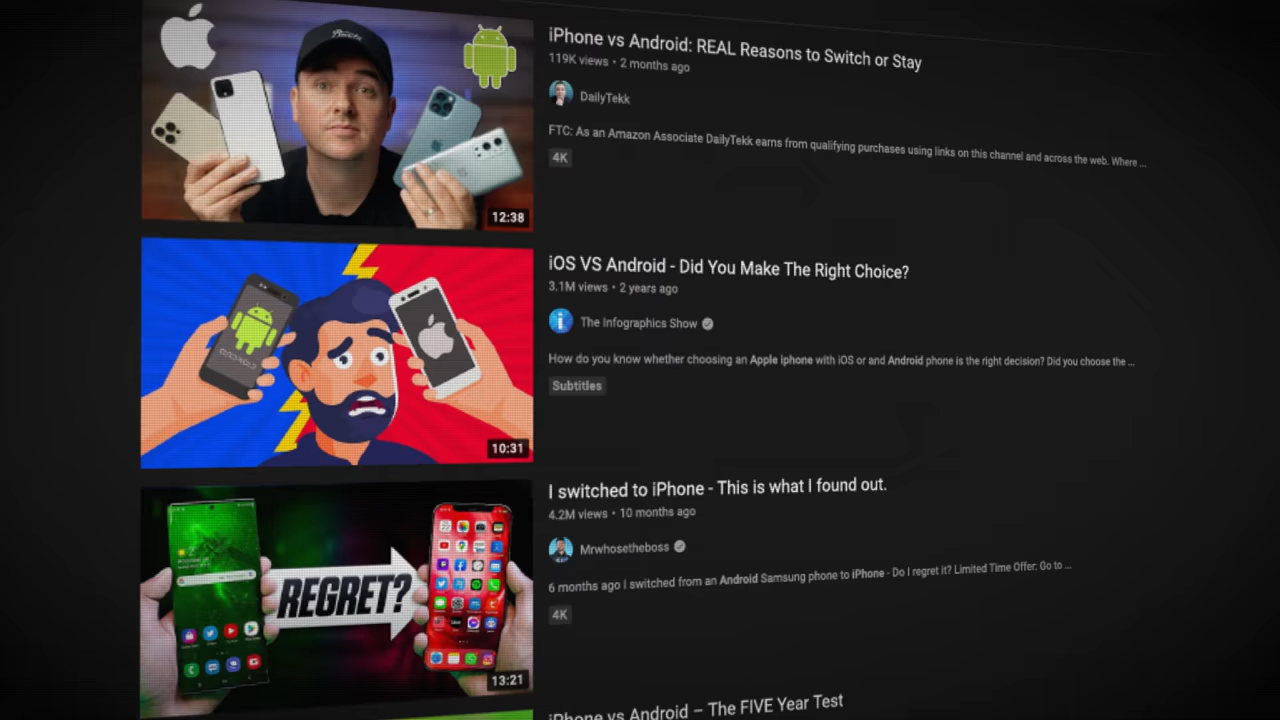 iPhone vs Android: REAL Reasons to Switch or Stay
119K views • 2 months ago
DailyTekk
FTC: As an Amazon Associate DailyTekk earns from qualifying purchases using links on this channel and across the web. Where ...
4K
12:38
iOS VS Android - Did You Make The Right Choice?
3.1M views • 2 years ago
The Infographics Show
How do you know whether choosing an Apple iphone with iOS or and Android phone is the right decision? Did you choose the ...
Subtitles
ANDROID
10:31
I switched to iPhone - This is what I found out.
4.2M views • 10 months ago
Mrwhosetheboss
6 months ago I switched from an Android Samsung phone to iPhone - Do I regret it? Limited Time Offer: Go to ...
4K
REGRET?
13:21
iPhone vs Android – The FIVE Year Test